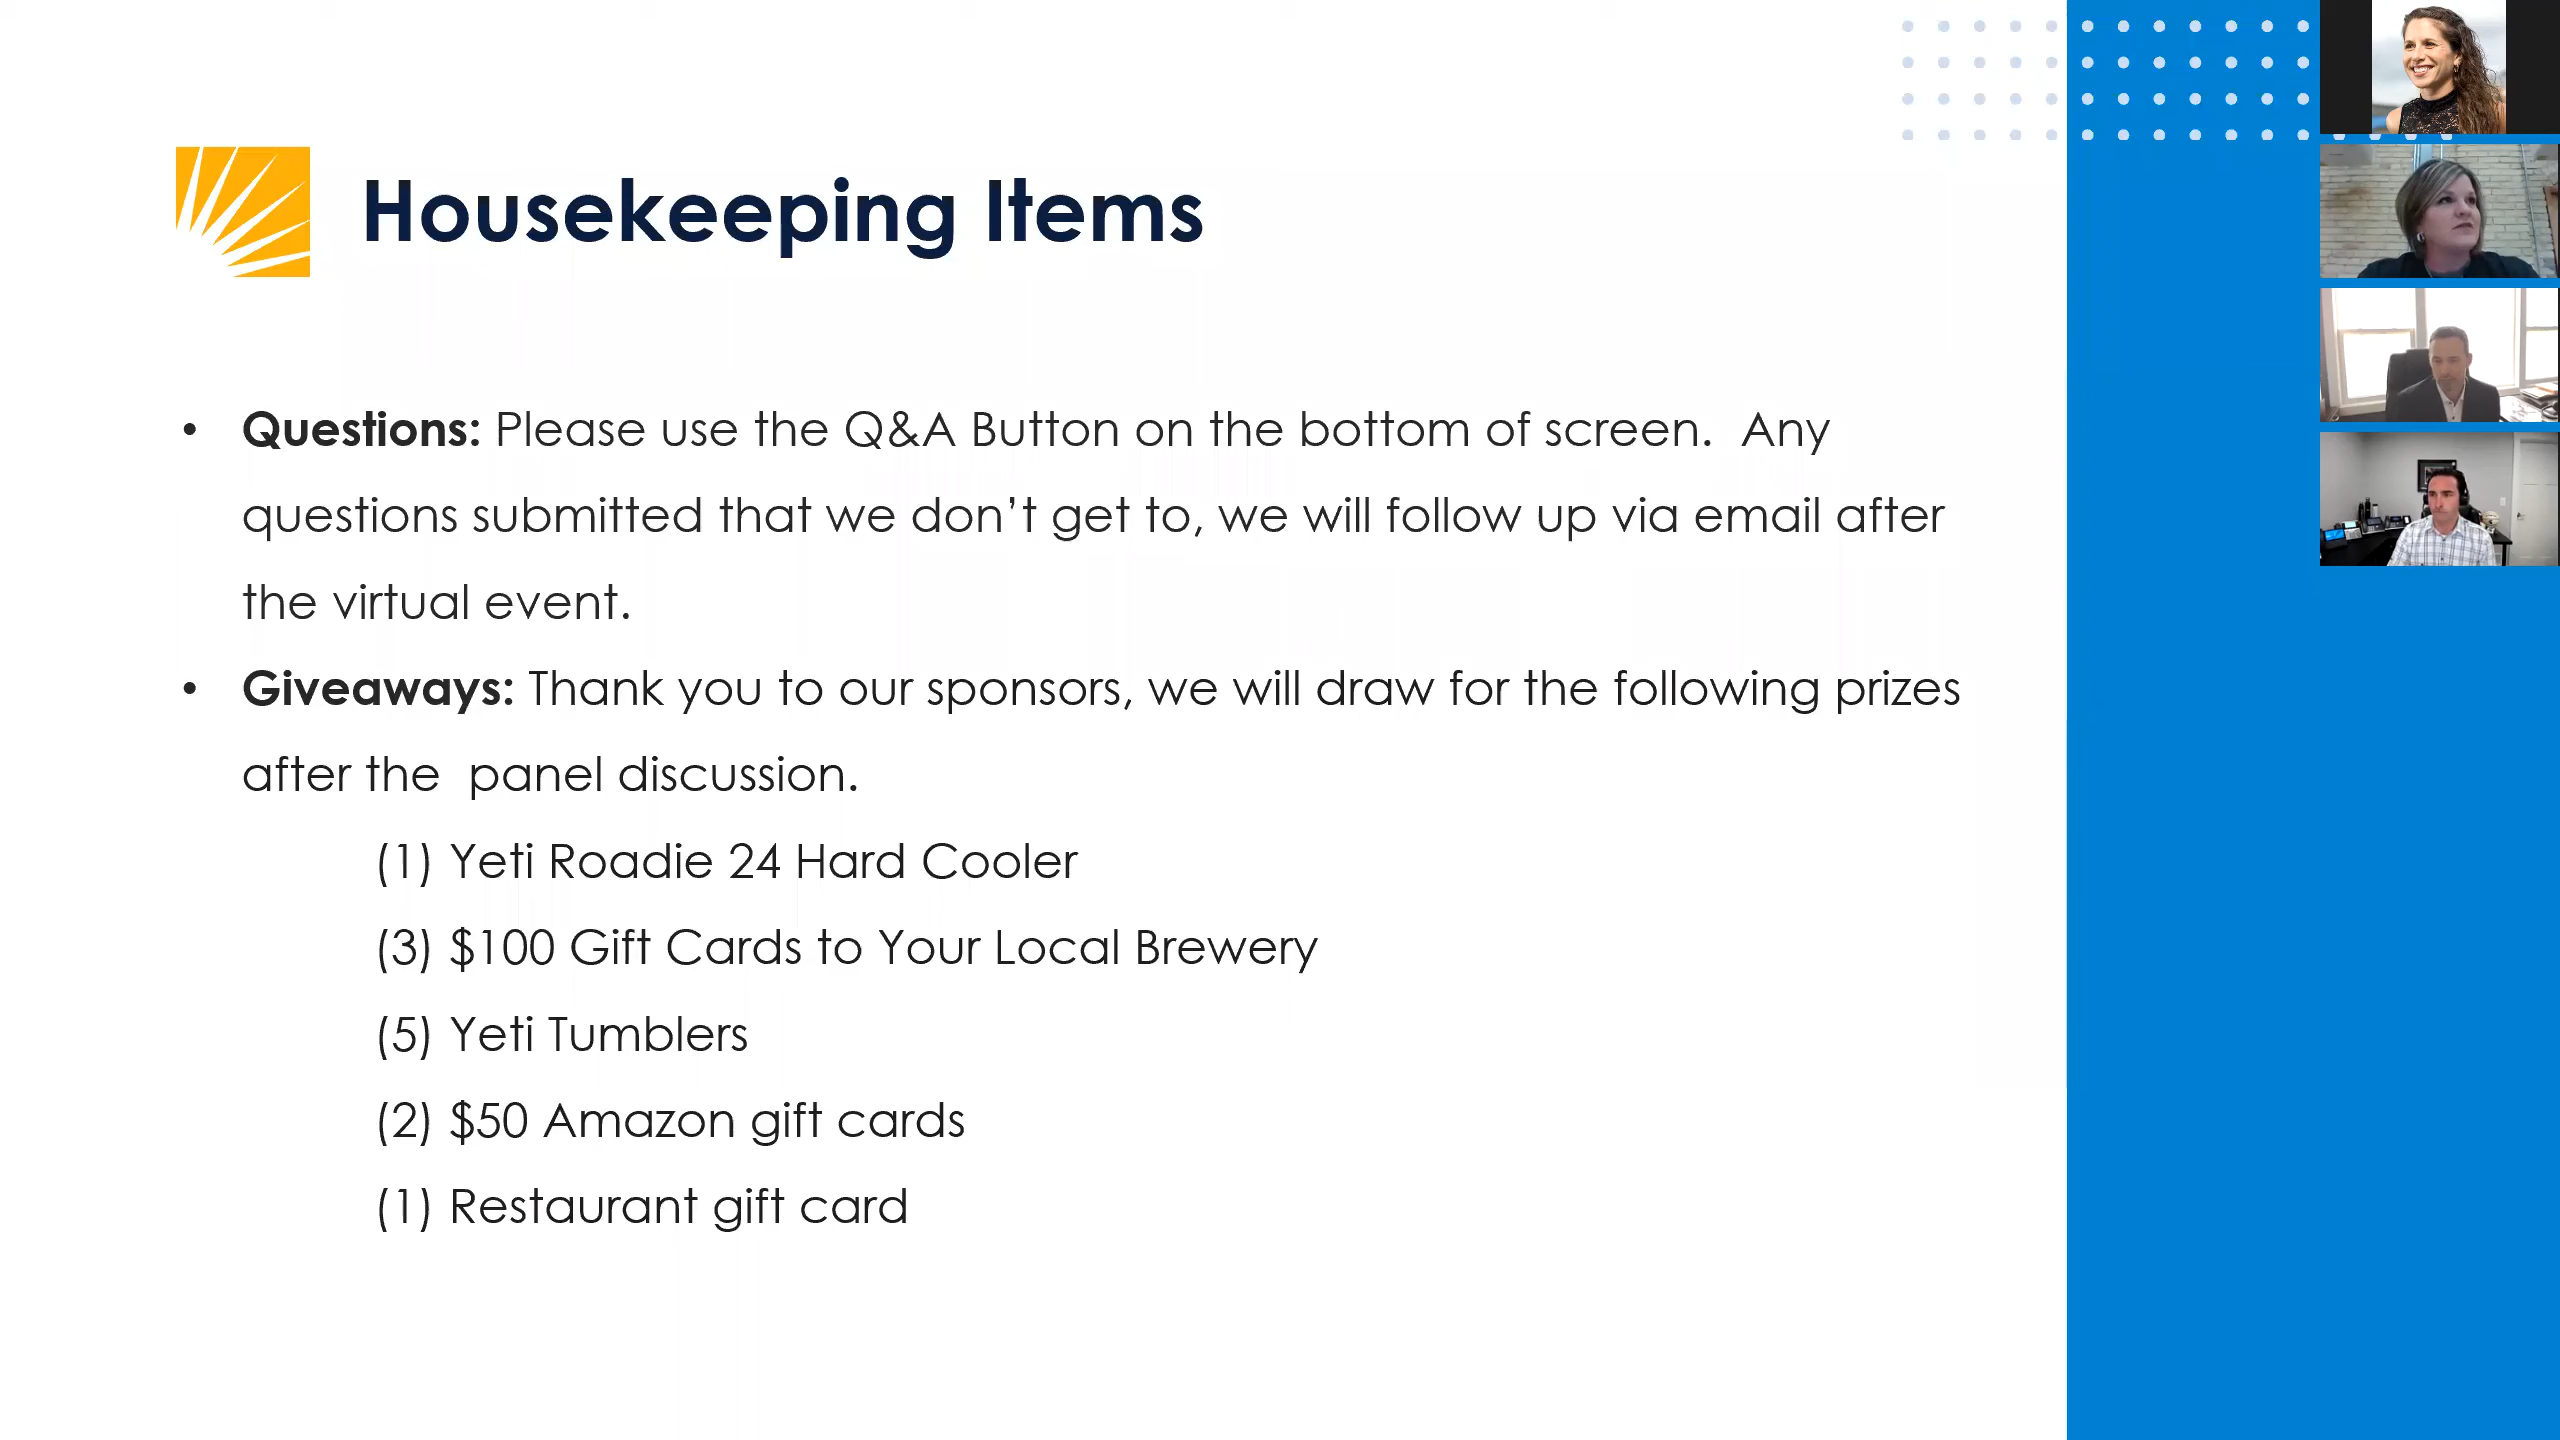 Housekeeping Items
• Questions: Please use the Q&A Button on the bottom of screen.  Any
questions submitted that we don’t get to, we will follow up via email after
the virtual event.
• Giveaways: Thank you to our sponsors, we will draw for the following prizes
after the  panel discussion.
(1) Yeti Roadie 24 Hard Cooler
(3) $100 Gift Cards to Your Local Brewery
(5) Yeti Tumblers
(2) $50 Amazon gift cards
(1) Restaurant gift card